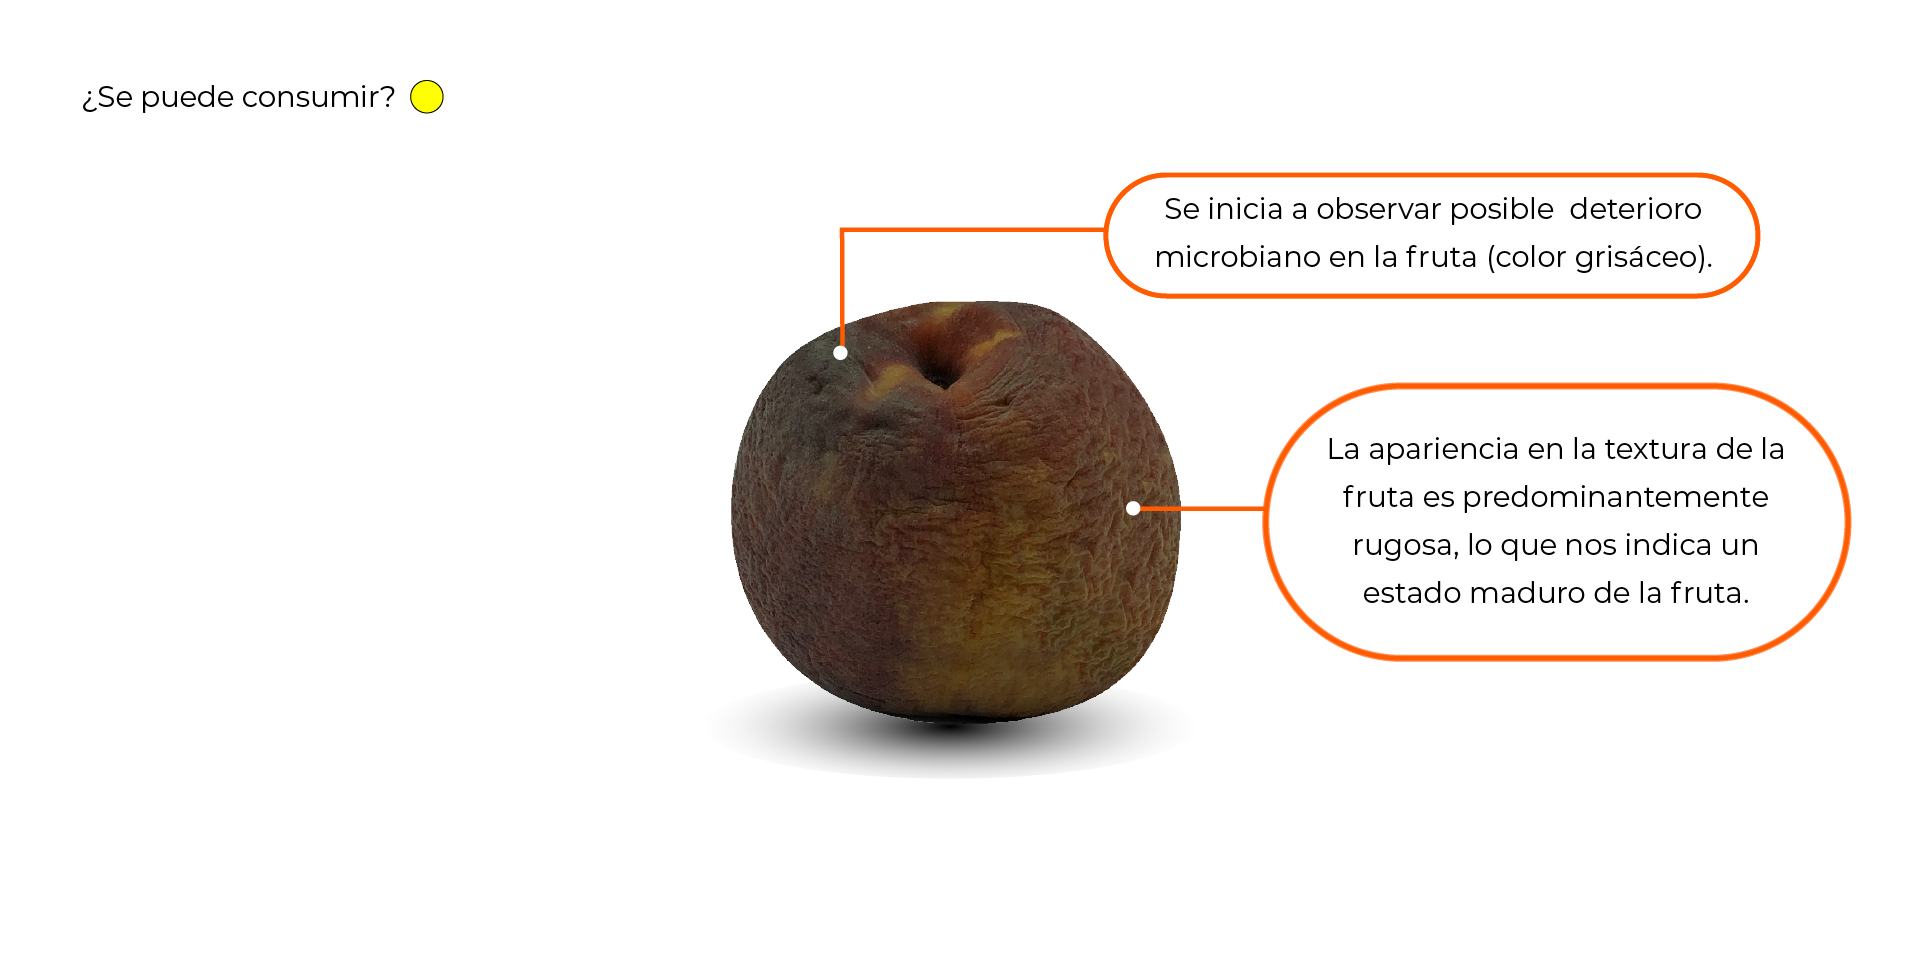 ¿Se puede consumir?
Se inicia a observar posible  deterioro
microbiano en la fruta (color grisáceo).
La apariencia en la textura de la
fruta es predominantemente
rugosa, lo que nos indica un
estado maduro de la fruta.